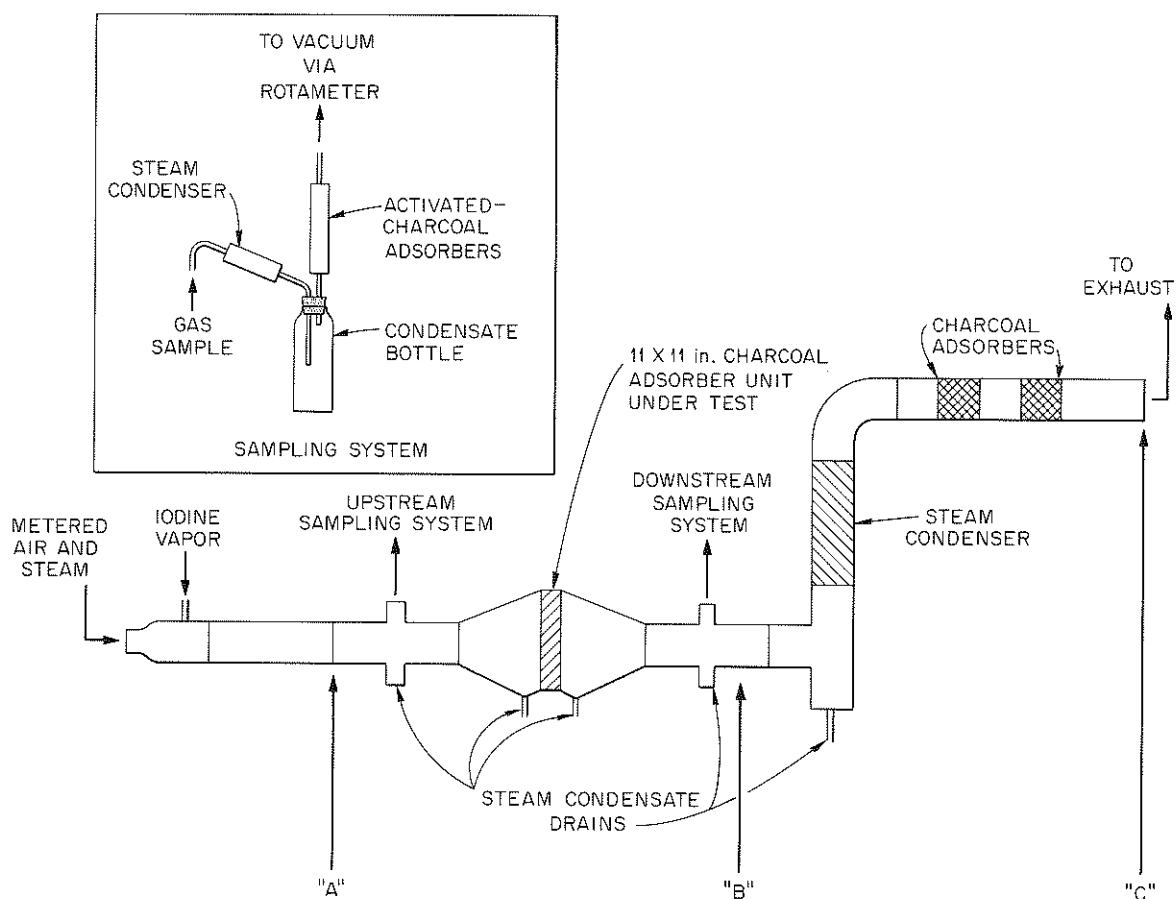 TO VACUUM
VIA
ROTAMETER
STEAM
CONDENSER
ACTIVATED-
CHARCOAL
ADSORBERS
GAS
SAMPLE
CONDENSATE
BOTTLE
SAMPLING SYSTEM
TO
EXHAUST
CHARCOAL
ADSORBERS
11 X 11 in. CHARCOAL
ADSORBER UNIT
UNDER TEST
METERED
AIR AND
STEAM
IODINE
VAPOR
UPSTREAM
SAMPLING SYSTEM
DOWNSTREAM
SAMPLING
SYSTEM
STEAM
CONDENSER
STEAM CONDENSATE
DRAINS
"A"
"B"
"C"